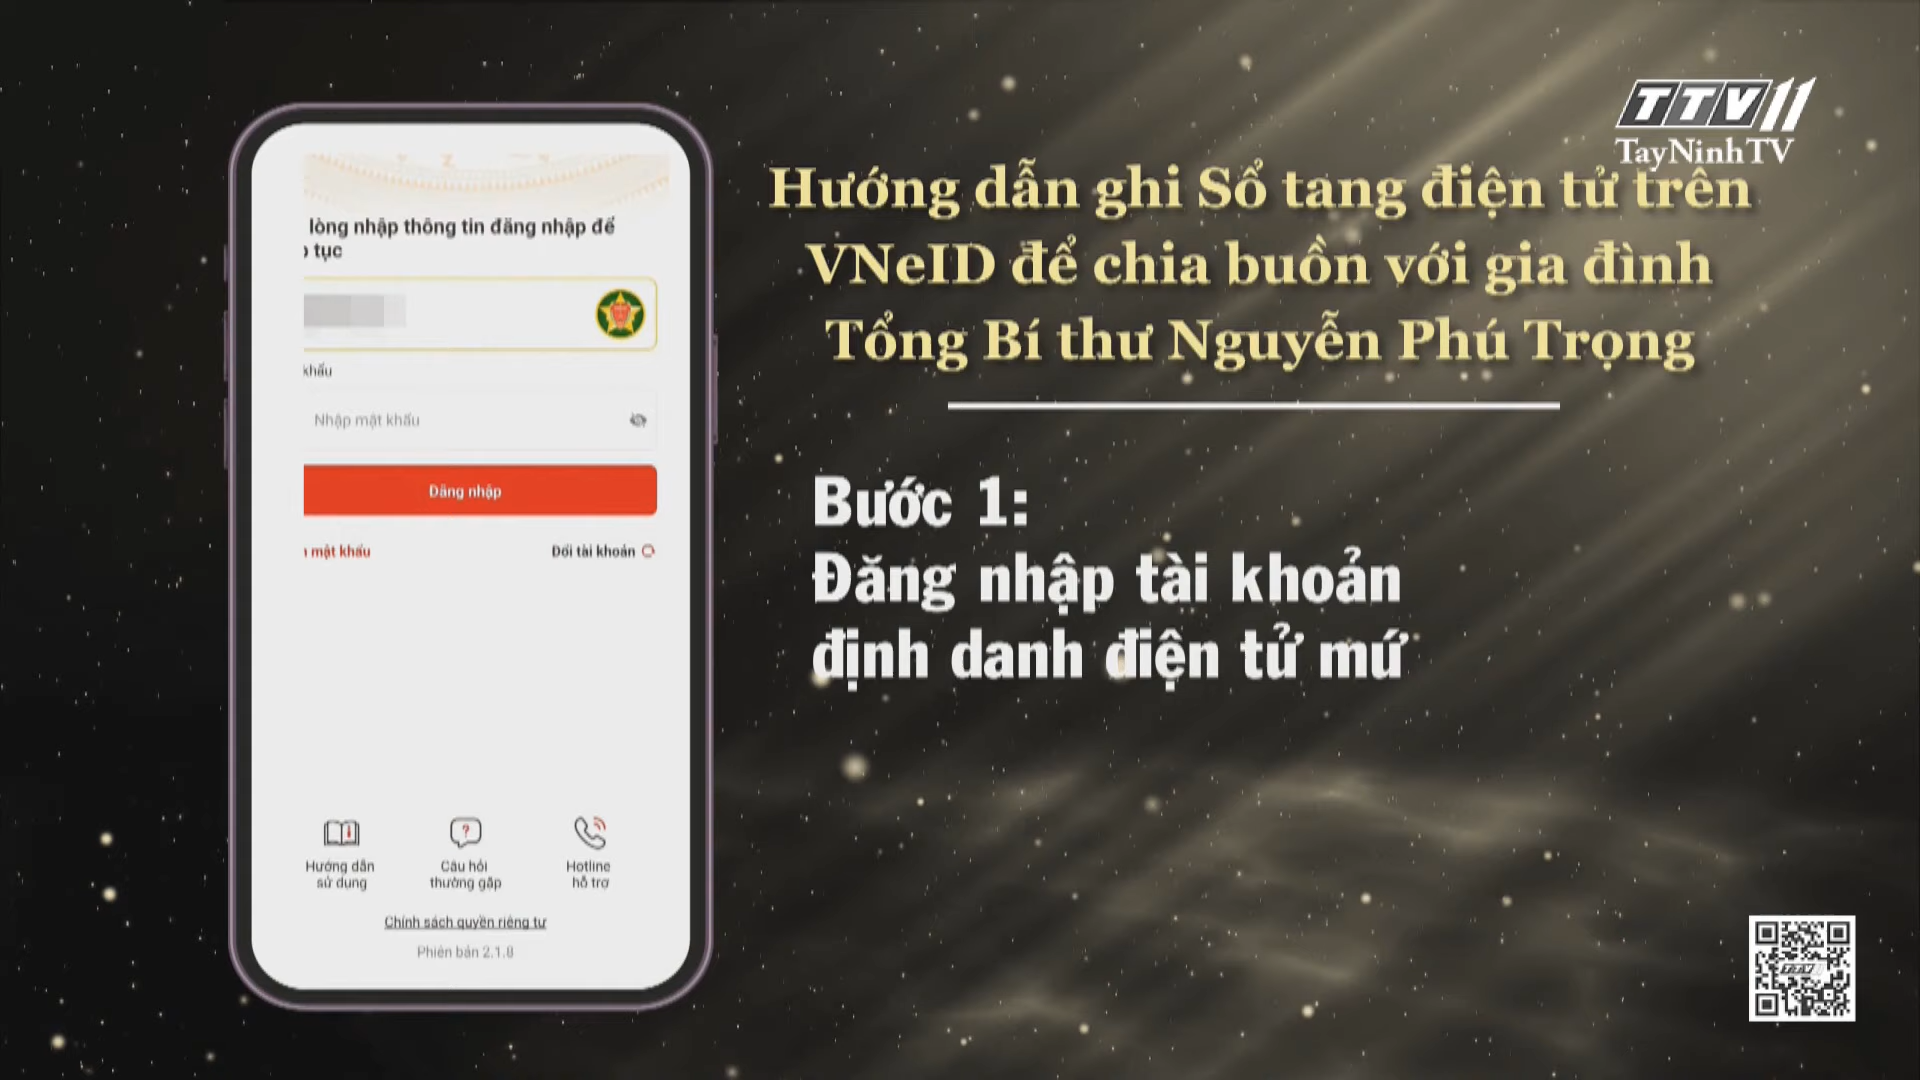 TTV11
TayNinhTV
Hướng dẫn ghi Sổ tang điện tử trên
VNeID để chia buồn với gia đình
Tổng Bí thư Nguyễn Phú Trọng
Bước 1:
Đăng nhập tài khoản
định danh điện tử mứ
lòng nhập thông tin đăng nhập để
tục
khẩu
Nhập mật khẩu
Đăng nhập
mật khẩu
Đổi tài khoản
Hướng dẫn
sử dụng
Câu hỏi
thường gặp
Hotline
hỗ trợ
Chính sách quyền riêng tư
Phiên bản 2.1.8